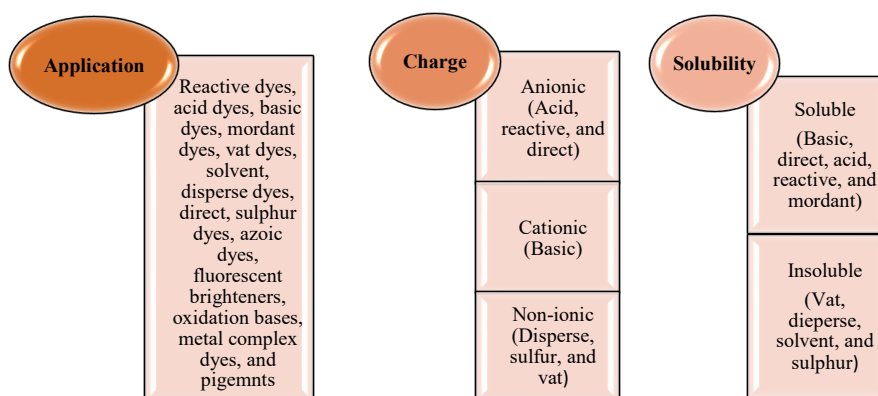 Application
Reactive dyes,
acid dyes, basic
dyes, mordant
dyes, vat dyes,
solvent,
disperse dyes,
direct, sulphur
dyes, azoic
dyes,
fluorescent
brighteners,
oxidation bases,
metal complex
dyes, and
pigemnts
Charge
Anionic
(Acid,
reactive, and
direct)
Cationic
(Basic)
Non-ionic
(Disperse,
sulfur, and
vat)
Solubility
Soluble
(Basic,
direct, acid,
reactive, and
mordant)
Insoluble
(Vat,
dieperse,
solvent, and
sulphur)